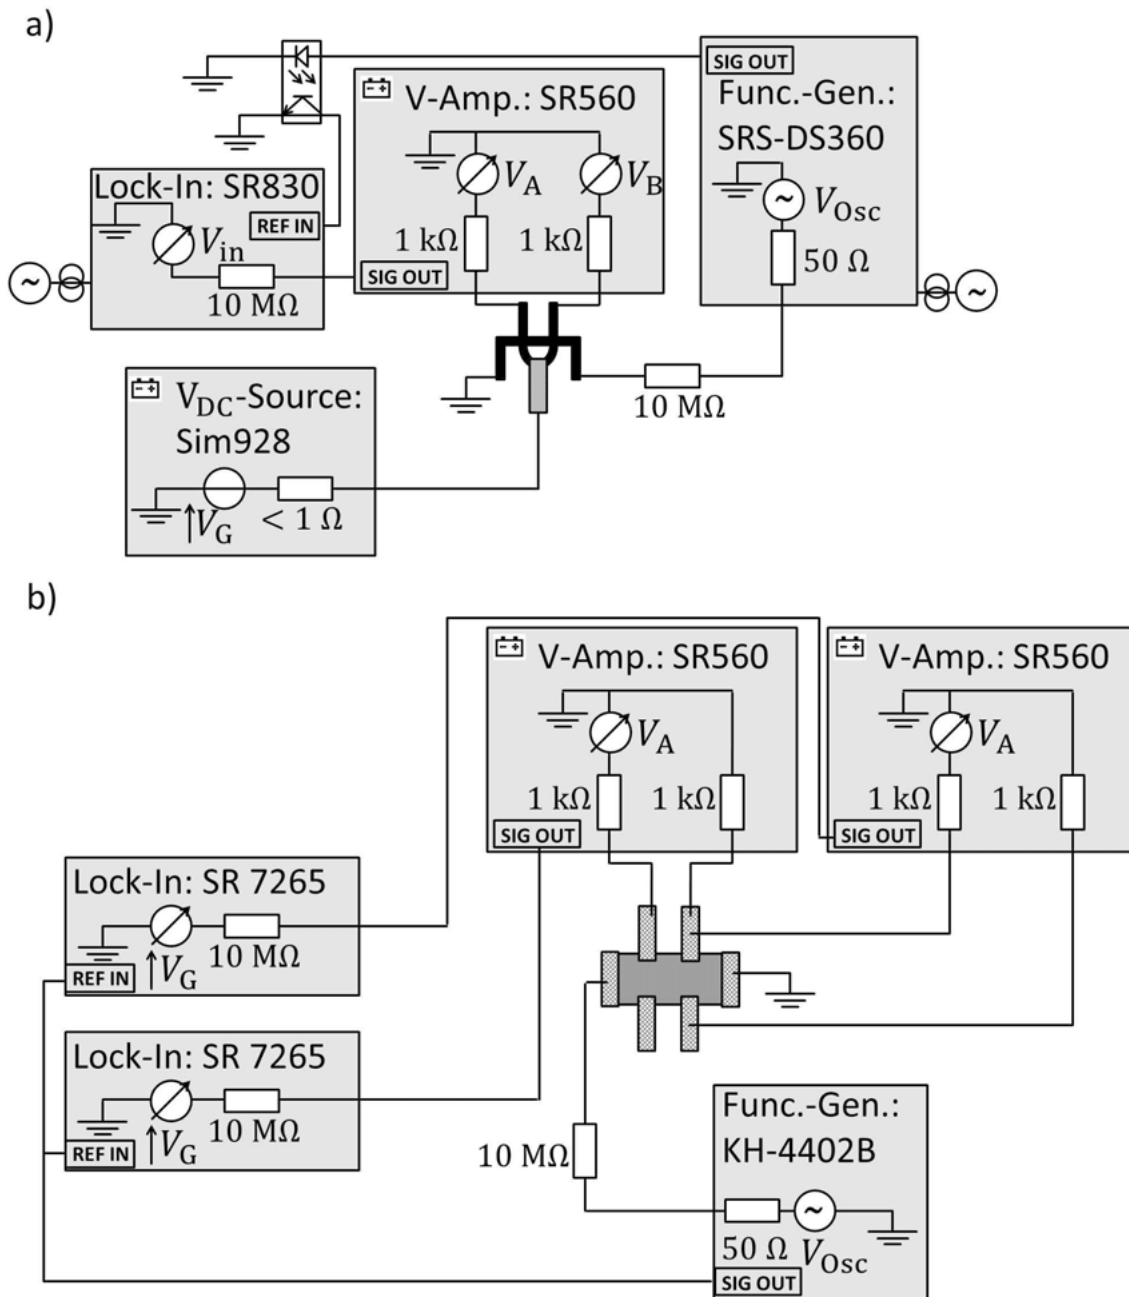 a)
SIG OUT
Func.-Gen.:
SRS-DS360
V_Osc
50 Ω
V-Amp.: SR560
V_A
V_B
1 kΩ
1 kΩ
SIG OUT
Lock-In: SR830
REF IN
V_in
10 MΩ
10 MΩ
V_DC-Source:
Sim928
V_G
< 1 Ω
b)
V-Amp.: SR560
V_A
1 kΩ
1 kΩ
SIG OUT
V-Amp.: SR560
V_A
1 kΩ
1 kΩ
SIG OUT
Lock-In: SR 7265
10 MΩ
REF IN
V_G
Lock-In: SR 7265
10 MΩ
REF IN
V_G
10 MΩ
Func.-Gen.:
KH-4402B
50 Ω
V_Osc
SIG OUT